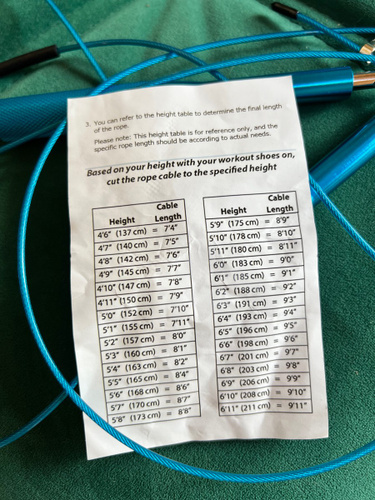 3. You can refer to the height table to determine the final length
of the rope.
Please note: This height table is for reference only, and the
specific rope length should be according to actual needs.
Based on your height with your workout shoes on,
cut the rope cable to the specified height
Height Cable
Length
4'6" (137 cm) = 7'4"
4'7" (140 cm) = 7'5"
4'8" (142 cm) = 7'6"
4'9" (145 cm) = 7'7"
4'10" (147 cm) = 7'8"
4'11" (150 cm) = 7'9"
5'0" (152 cm) = 7'10"
5'1" (155 cm) = 7'11"
5'2" (157 cm) = 8'0"
5'3" (160 cm) = 8'1"
5'4" (163 cm) = 8'2"
5'5" (165 cm) = 8'4"
5'6" (168 cm) = 8'6"
5'7" (170 cm) = 8'7"
5'8" (173 cm) = 8'8"
Height Cable
Length
5'9" (175 cm) = 8'9"
5'10" (178 cm) = 8'10"
5'11" (180 cm) = 8'11"
6'0" (183 cm) = 9'0"
6'1" (185 cm) = 9'1"
6'2" (188 cm) = 9'2"
6'3" (191 cm) = 9'3"
6'4" (193 cm) = 9'4"
6'5" (196 cm) = 9'5"
6'6" (198 cm) = 9'6"
6'7" (201 cm) = 9'7"
6'8" (203 cm) = 9'8"
6'9" (206 cm) = 9'9"
6'10" (208 cm) = 9'10"
6'11" (211 cm) = 9'11"